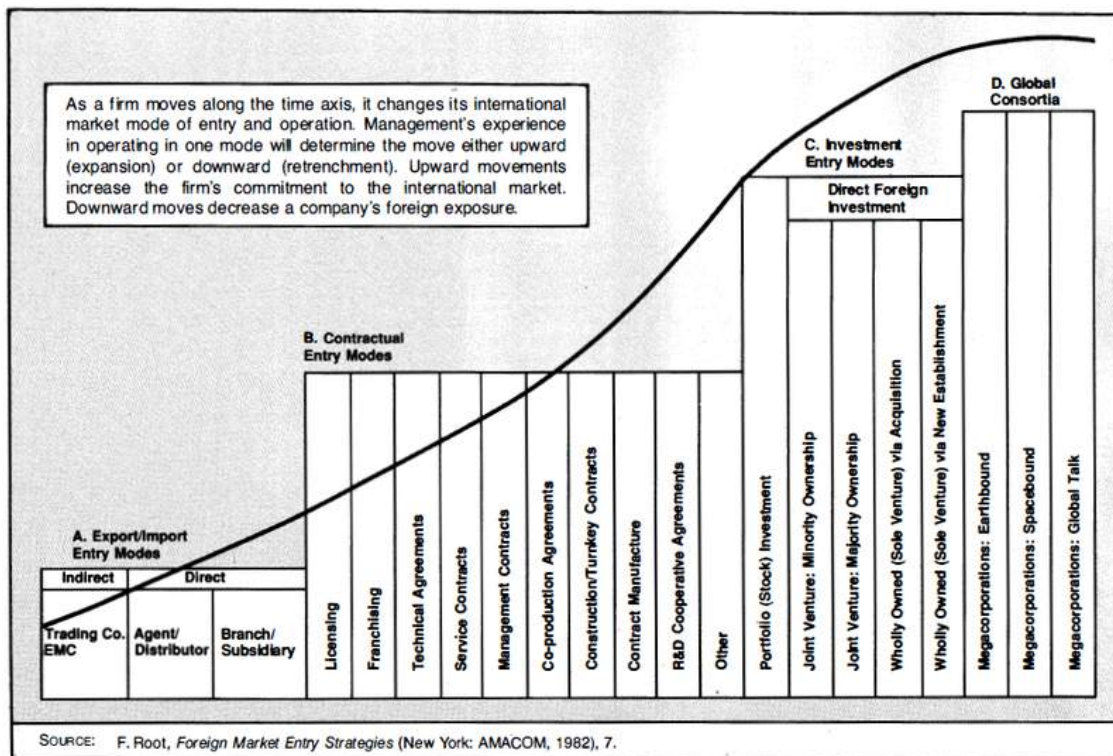 As a firm moves along the time axis, it changes its international
market mode of entry and operation. Management's experience
in operating in one mode will determine the move either upward
(expansion) or downward (retrenchment). Upward movements
increase the firm's commitment to the international market.
Downward moves decrease a company's foreign exposure.
D. Global
Consortia
C. Investment
Entry Modes
Direct Foreign
Investment
B. Contractual
Entry Modes
A. Export/Import
Entry Modes
Indirect
Direct
Trading Co.
EMC
Agent/
Distributor
Branch/
Subsidiary
Licensing
Franchising
Technical Agreements
Service Contracts
Management Contracts
Co-production Agreements
Construction/Turnkey Contracts
Contract Manufacture
R&D Cooperative Agreements
Other
Portfolio (Stock) Investment
Joint Venture: Minority Ownership
Joint Venture: Majority Ownership
Wholly Owned (Sole Venture) via Acquisition
Wholly Owned (Sole Venture) via New Establishment
Megacorporations: Earthbound
Megacorporations: Spacebound
Megacorporations: Global Talk
SOURCE: F. Root, Foreign Market Entry Strategies (New York: AMACOM, 1982), 7.